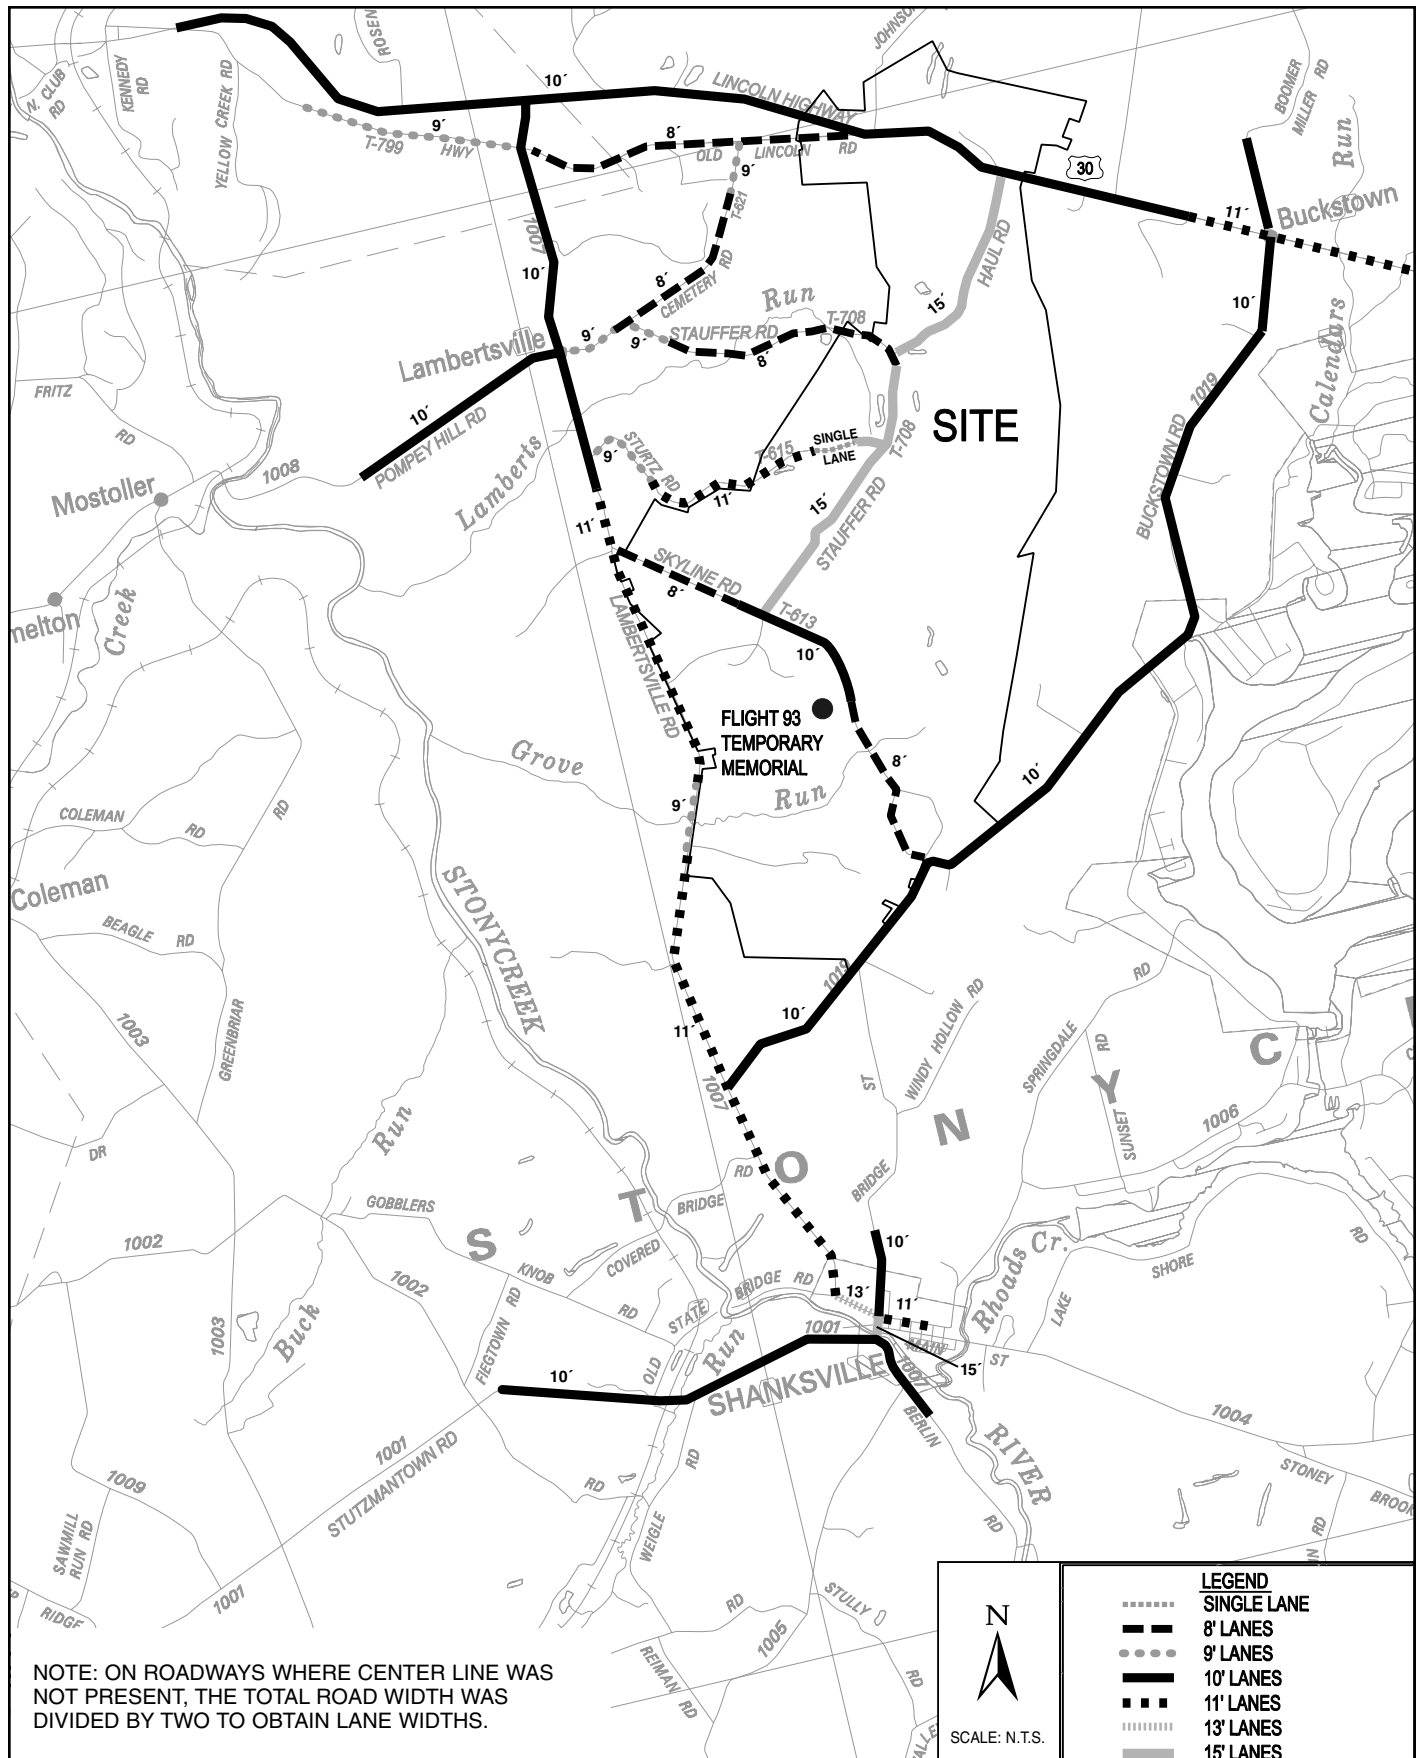 ROSEN
JOHNSON
N. CLUB
RD
KENNEDY
RD
YELLOW CREEK RD
10´
LINCOLN HIGHWAY
BOOMER
MILLER RD
Run
9´
T-799
HWY
8´
OLD LINCOLN RD
30
9´
T-621
11´
Buckstown
1007
10´
8´
CEMETERY RD
Run
HAUL RD
15´
10´
Calendars
T-708
Lambertsville
9´
9´
STAUFFER RD
8´
FRITZ
RD
10´
POMPEY HILL RD
1019
SITE
1008
Mostoller
Lamberts
9´
STURTZ RD
T-615
SINGLE
LANE
T-708
11´
15´
STAUFFER RD
BUCKSTOWN RD
11´
SKYLINE RD
8´
T-613
melton
Creek
LAMBERTSVILLE RD
10´
FLIGHT 93
TEMPORARY
MEMORIAL
Grove
Run
8´
10´
9´
COLEMAN
RD
RD
Coleman
STONYCREEK
BEAGLE RD
1003
GREENBRIAR
1019
10´
11´
1007
ST
WINDY HOLLOW RD
RD
SPRINGDALE
RD
SUNSET
C
Y
N
O
T
S
1006
Run
DR
RD
BRIDGE
BRIDGE
GOBBLERS
1002
KNOB
RD
COVERED
1002
10´
Rhoads Cr.
SHORE
RD
LAKE
BRIDGE RD
13´
11´
STATE
1001
MAIN
ST
15´
1003
Buck
FIEGTOWN RD
OLD
Run
10´
SHANKSVILLE
1007
BERLIN
RIVER
1004
STONEY
BROOK
1001
STUTZMANTOWN RD
1009
SAWMILL
RUN RD
RD
RD
WEIGLE
RD
RD
1001
RIDGE
STULLY
RD
RD
1005
REIMAN RD
N
SCALE: N.T.S.
LEGEND
SINGLE LANE
8' LANES
9' LANES
10' LANES
11' LANES
13' LANES
15' LANES
NOTE: ON ROADWAYS WHERE CENTER LINE WAS
NOT PRESENT, THE TOTAL ROAD WIDTH WAS
DIVIDED BY TWO TO OBTAIN LANE WIDTHS.